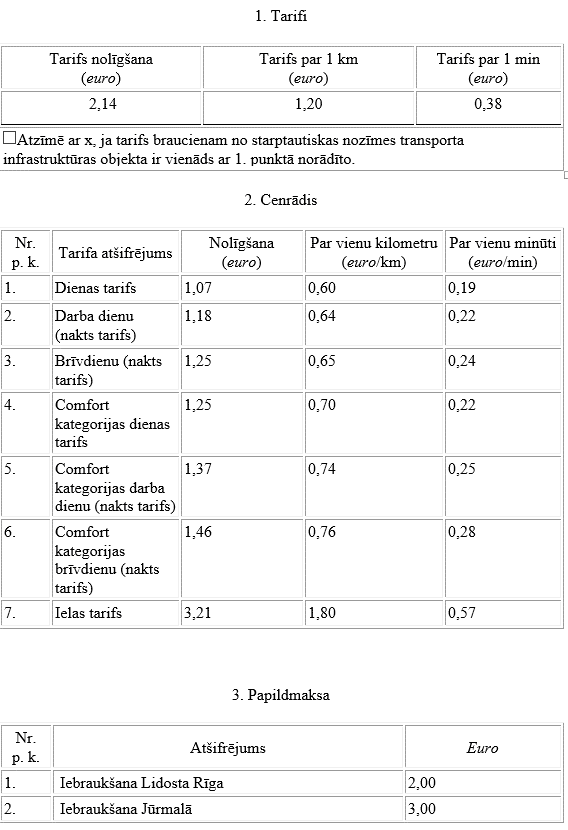 1. Tarifi
Tarifs nolīgšana
(euro)
Tarifs par 1 km
(euro)
Tarifs par 1 min
(euro)
2,14
1,20
0,38
Atzīmē ar x, ja tarifs braucienam no starptautiskas nozīmes transporta
infrastruktūras objekta ir vienāds ar 1. punktā norādīto.
2. Cenrādis
Nr.
p. k.
Tarifa atšifrējums
Nolīgšana
(euro)
Par vienu kilometru
(euro/km)
Par vienu minūti
(euro/min)
1.
Dienas tarifs
1,07
0,60
0,19
2.
Darba dienu
(nakts tarifs)
1,18
0,64
0,22
3.
Brīvdienu (nakts
tarifs)
1,25
0,65
0,24
4.
Comfort
kategorijas dienas
tarifs
1,25
0,70
0,22
5.
Comfort
kategorijas darba
dienu (nakts tarifs)
1,37
0,74
0,25
6.
Comfort
kategorijas
brīvdienu (nakts
tarifs)
1,46
0,76
0,28
7.
Ielas tarifs
3,21
1,80
0,57
3. Papildmaksa
Nr.
p. k.
Atšifrējums
Euro
1.
Iebraukšana Lidosta Rīga
2,00
2.
Iebraukšana Jūrmalā
3,00